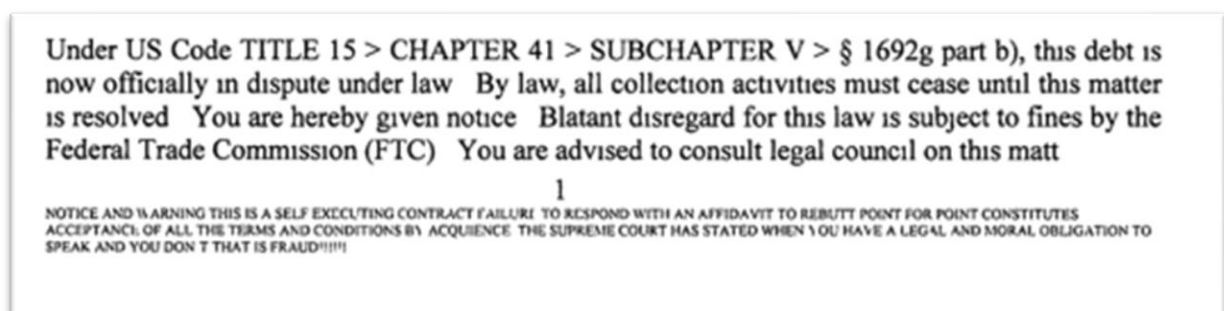 Under US Code TITLE 15 > CHAPTER 41 > SUBCHAPTER V > § 1692g part b), this debt is
now officially in dispute under law   By law, all collection activities must cease until this matter
is resolved   You are hereby given notice   Blatant disregard for this law is subject to fines by the
Federal Trade Commission (FTC)   You are advised to consult legal council on this matt
1
NOTICE AND WARNING THIS IS A SELF EXECUTING CONTRACT FAILURE TO RESPOND WITH AN AFFIDAVIT TO REBUTT POINT FOR POINT CONSTITUTES
ACCEPTANCE OF ALL THE TERMS AND CONDITIONS BY ACQUIENCE THE SUPREME COURT HAS STATED WHEN YOU HAVE A LEGAL AND MORAL OBLIGATION TO
SPEAK AND YOU DON T THAT IS FRAUD!!!!!!